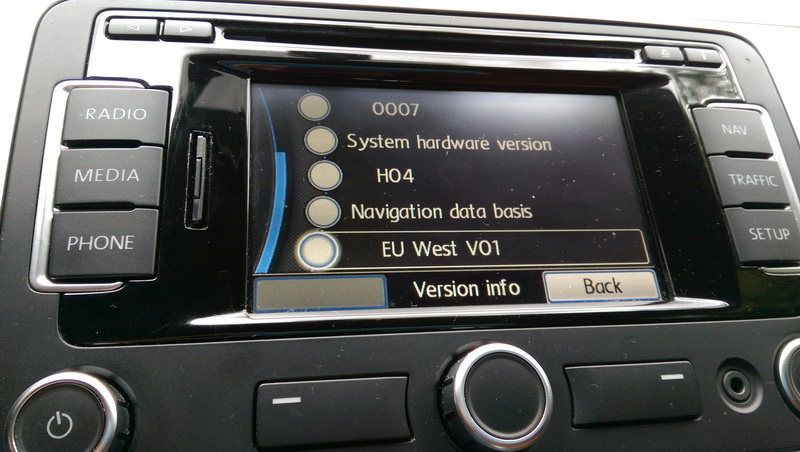 RADIO
MEDIA
PHONE
0007
System hardware version
H04
Navigation data basis
EU West V01
Version info
Back
NAV
TRAFFIC
SETUP